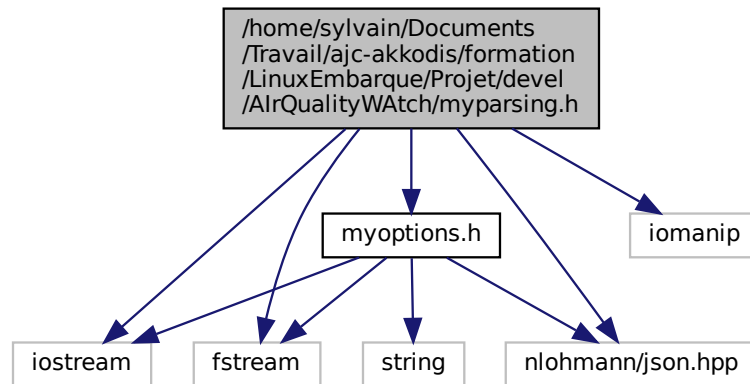 /home/sylvain/Documents
/Travail/ajc-akkodis/formation
/LinuxEmbarque/Projet/devel
/AIrQualityWAtch/myparsing.h
myoptions.h
iomanip
iostream
fstream
string
nlohmann/json.hpp